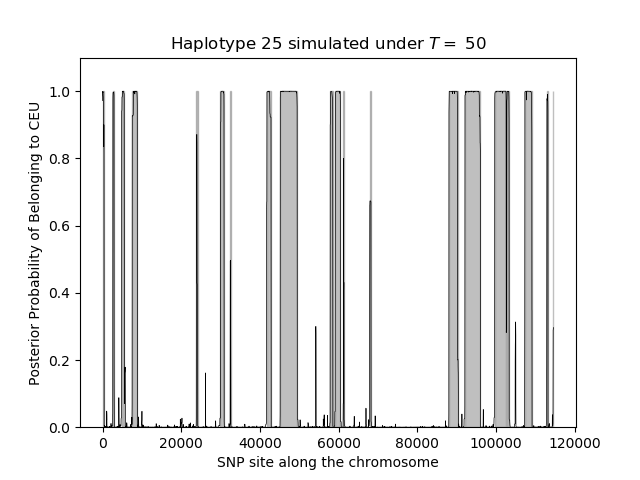 Haplotype 25 simulated under T = 50
Posterior Probability of Belonging to CEU
1.0
0.8
0.6
0.4
0.2
0.0
0 20000 40000 60000 80000 100000 120000
SNP site along the chromosome